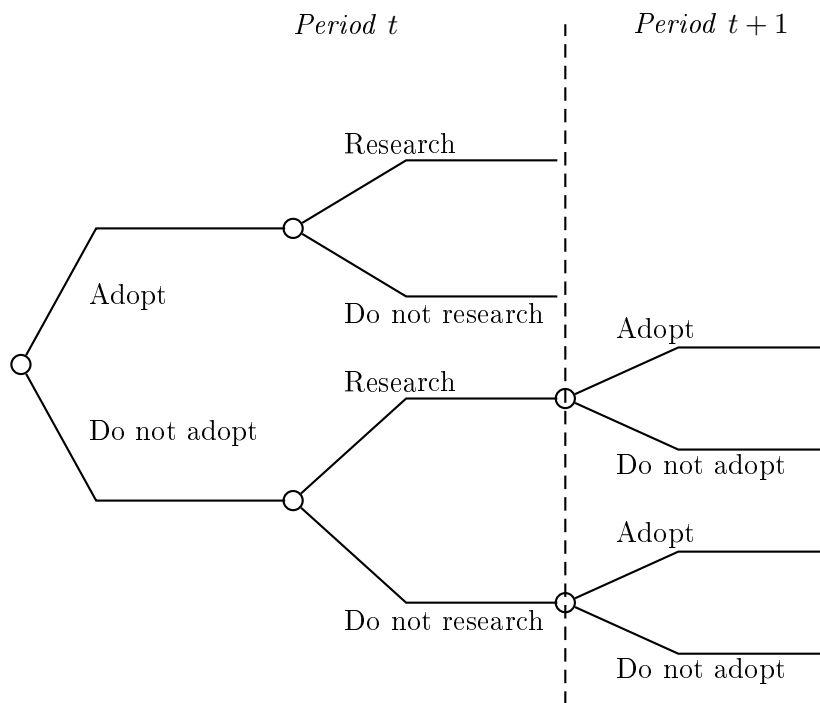 Period t
Period t + 1
Research
Adopt
Do not research
Adopt
Research
Do not adopt
Do not adopt
Adopt
Do not research
Do not adopt